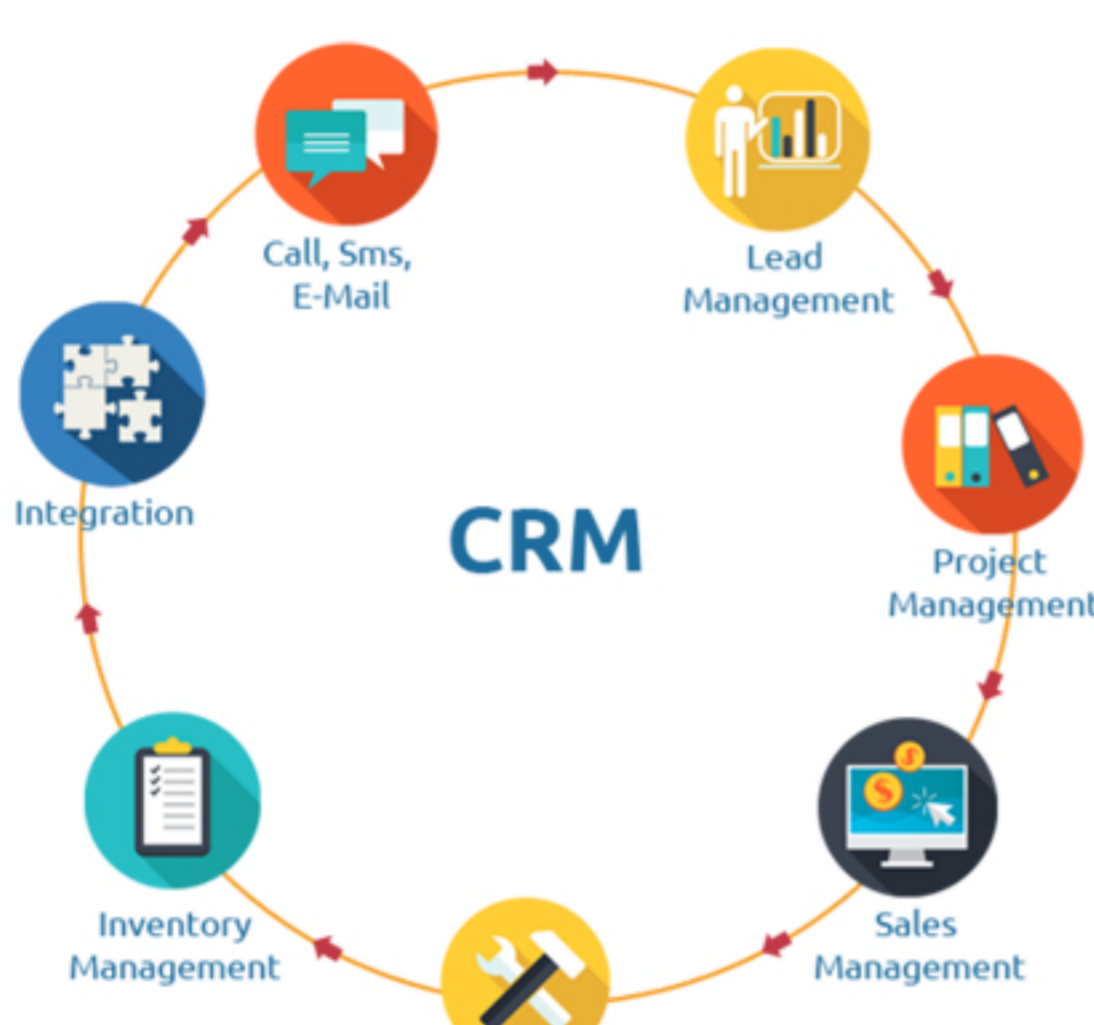 Call, Sms,
E-Mail
Lead
Management
Integration
CRM
Project
Management
Inventory
Management
Sales
Management